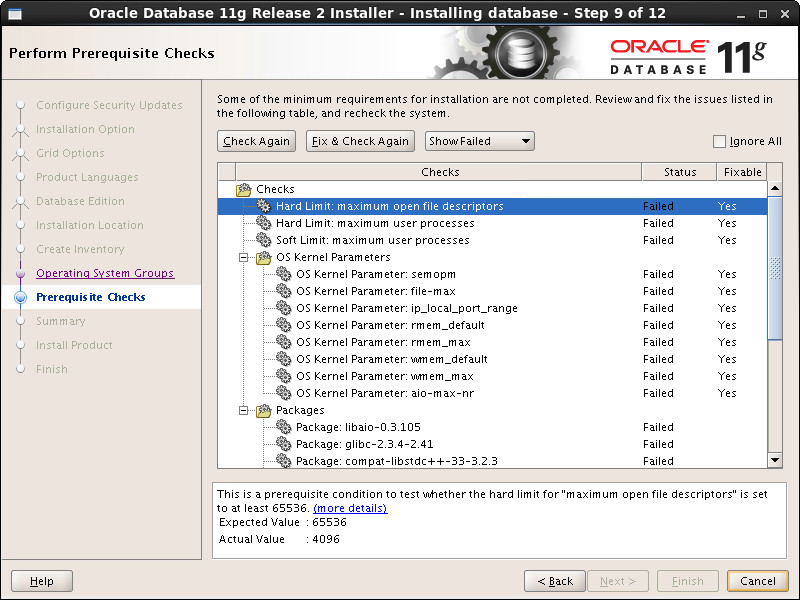 Oracle Database 11g Release 2 Installer - Installing database - Step 9 of 12
Perform Prerequisite Checks
ORACLE
DATABASE
11g
Configure Security Updates
Installation Option
Grid Options
Product Languages
Database Edition
Installation Location
Create Inventory
Operating System Groups
Prerequisite Checks
Summary
Install Product
Finish
Some of the minimum requirements for installation are not completed. Review and fix the issues listed in
the following table, and recheck the system.
Check Again Fix & Check Again Show Failed Ignore All
Checks Status Fixable
Checks
Hard Limit: maximum open file descriptors Failed Yes
Hard Limit: maximum user processes Failed Yes
Soft Limit: maximum user processes Failed Yes
OS Kernel Parameters
OS Kernel Parameter: semopm Failed Yes
OS Kernel Parameter: file-max Failed Yes
OS Kernel Parameter: ip_local_port_range Failed Yes
OS Kernel Parameter: rmem_default Failed Yes
OS Kernel Parameter: rmem_max Failed Yes
OS Kernel Parameter: wmem_default Failed Yes
OS Kernel Parameter: wmem_max Failed Yes
OS Kernel Parameter: aio-max-nr Failed Yes
Packages
Package: libaio-0.3.105 Failed
Package: glibc-2.3.4-2.41 Failed
Package: compat-libstdc++-33-3.2.3 Failed
This is a prerequisite condition to test whether the hard limit for "maximum open file descriptors" is set
to at least 65536. (more details)
Expected Value : 65536
Actual Value : 4096
Help < Back Next > Finish Cancel